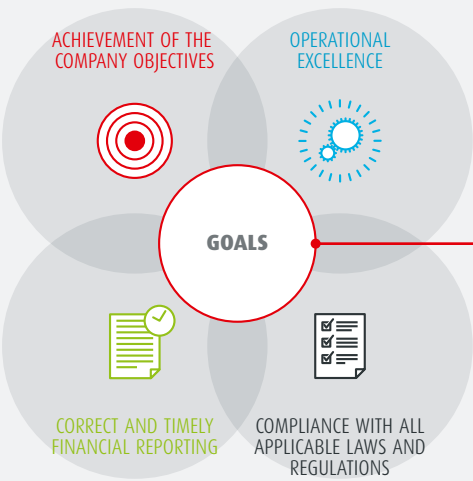 ACHIEVEMENT OF THE
COMPANY OBJECTIVES
OPERATIONAL
EXCELLENCE
GOALS
CORRECT AND TIMELY
FINANCIAL REPORTING
COMPLIANCE WITH ALL
APPLICABLE LAWS AND
REGULATIONS